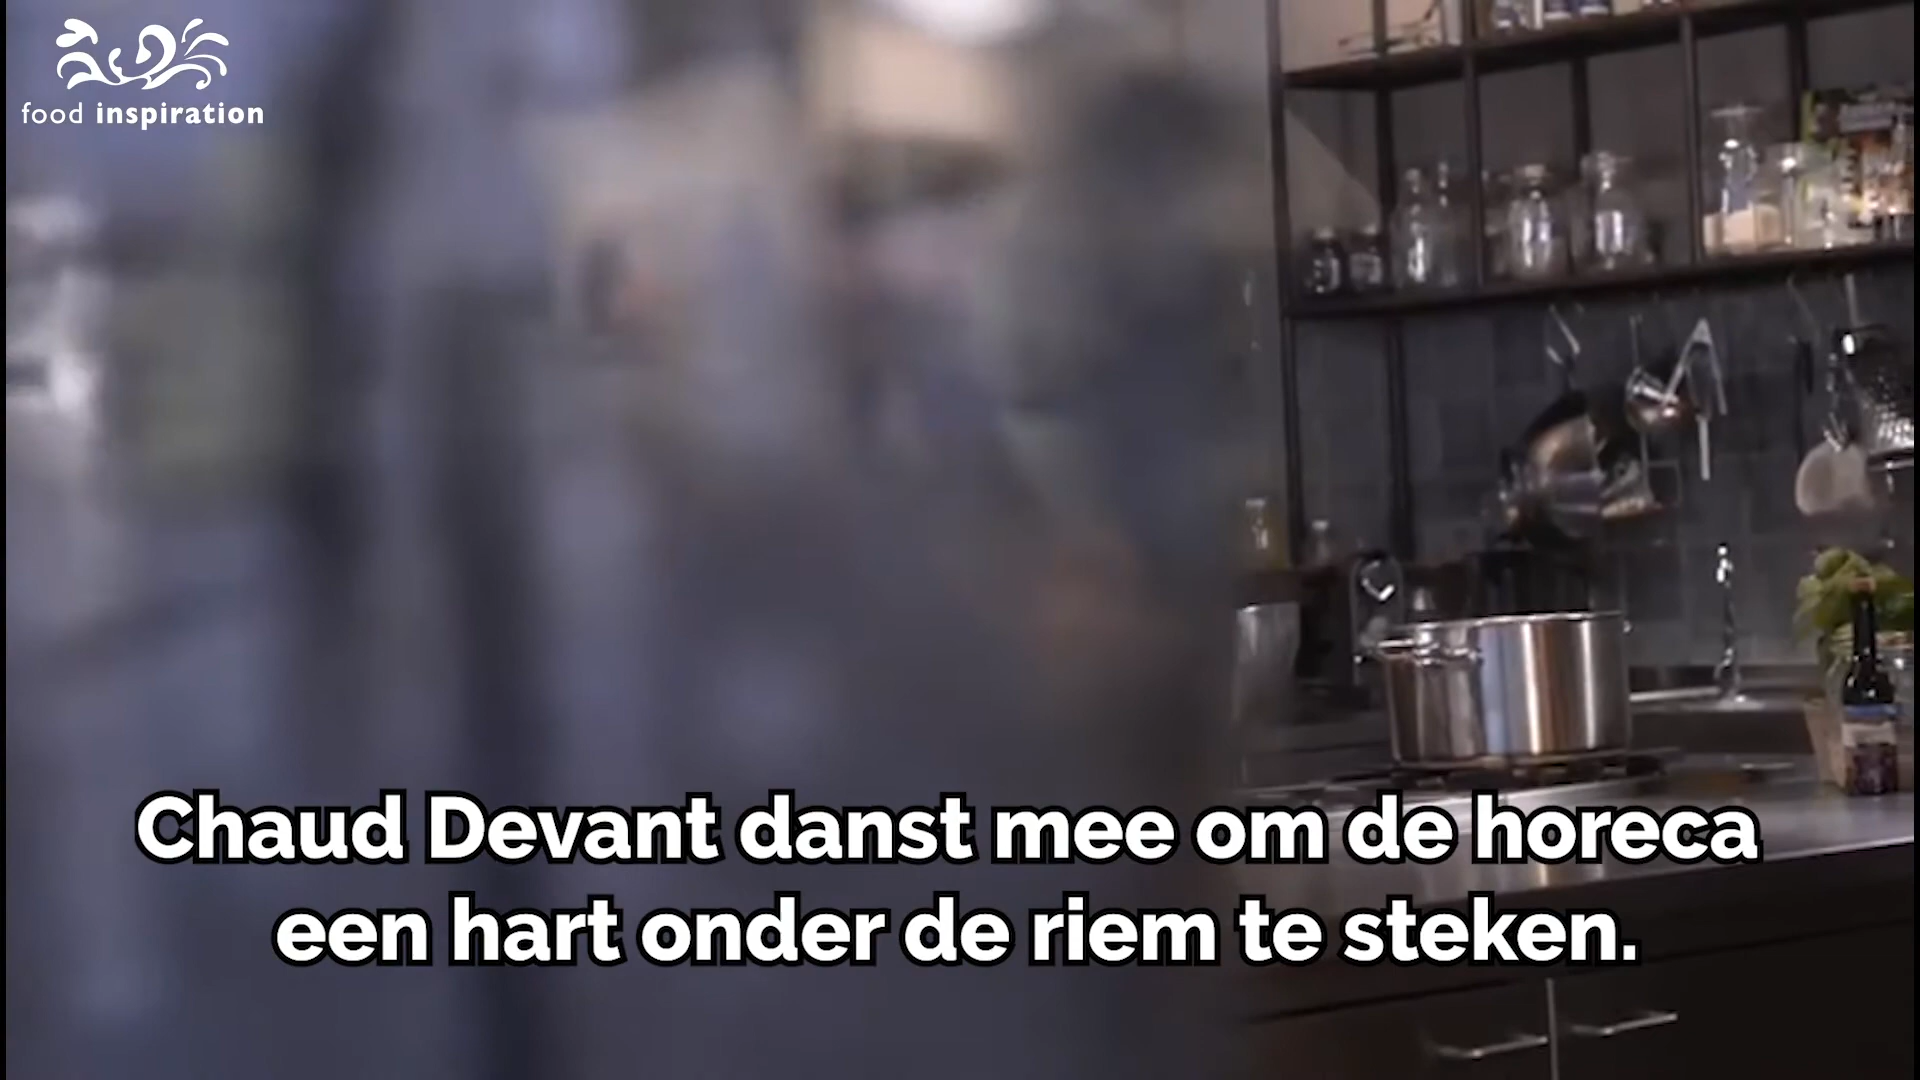 food inspiration
Chaud Devant danst mee om de horeca
een hart onder de riem te steken.